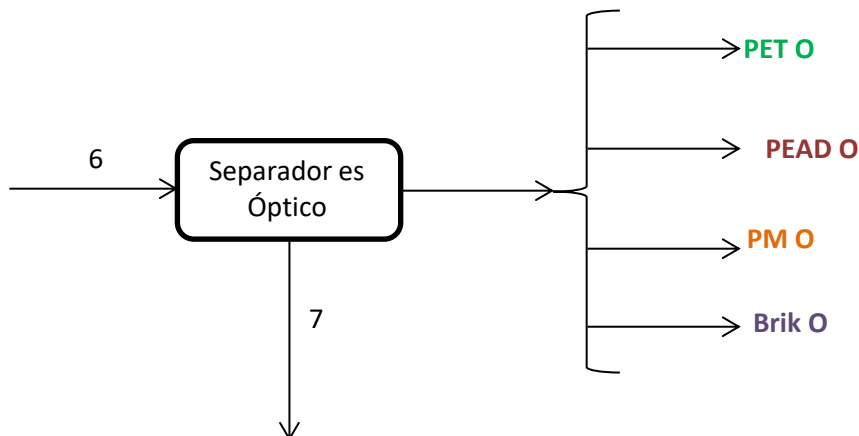 PET O
6
Separador es
Óptico
PEAD O
PM O
7
Brik O